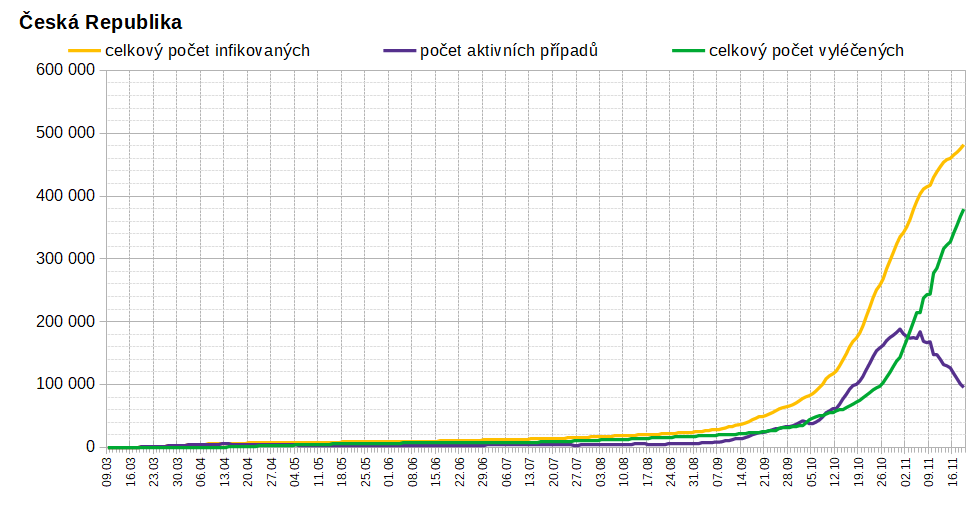 Česká Republika
celkový počet infikovaných počet aktivních případů celkový počet vyléčených
600 000
500 000
400 000
300 000
200 000
100 000
0
09.03 16.03 23.03 30.03 06.04 13.04 20.04 27.04 04.05 11.05 18.05 25.05 01.06 08.06 15.06 22.06 29.06 06.07 13.07 20.07 27.07 03.08 10.08 17.08 24.08 31.08 07.09 14.09 21.09 28.09 05.10 12.10 19.10 26.10 02.11 09.11 16.11